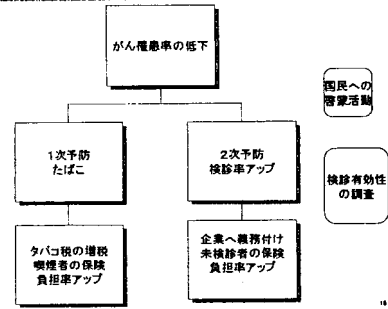 がん罹患率の低下
国民への
啓蒙活動
1次予防
たばこ
2次予防
検診率アップ
検診有効性
の調査
タバコ税の増税
喫煙者の保険
負担率アップ
企業へ義務付け
未検診者の保険
負担率アップ